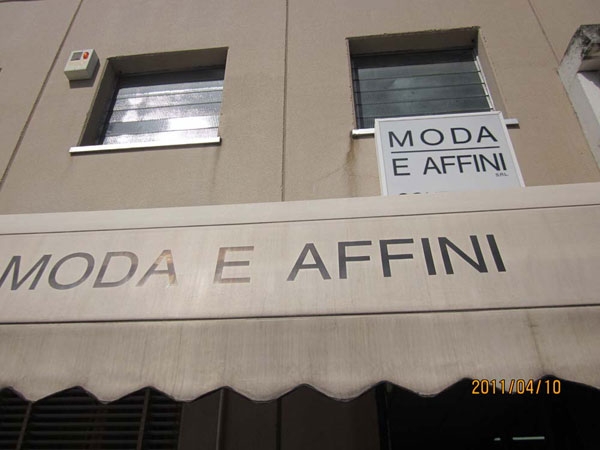 MODA
E AFFINI
SRL
MODA E AFFINI
2011/04/10